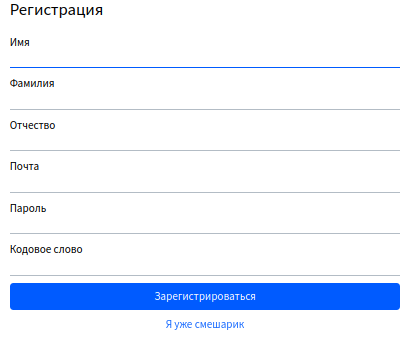 Регистрация
Имя
Фамилия
Отчество
Почта
Пароль
Кодовое слово
Зарегистрироваться
Я уже смешарик